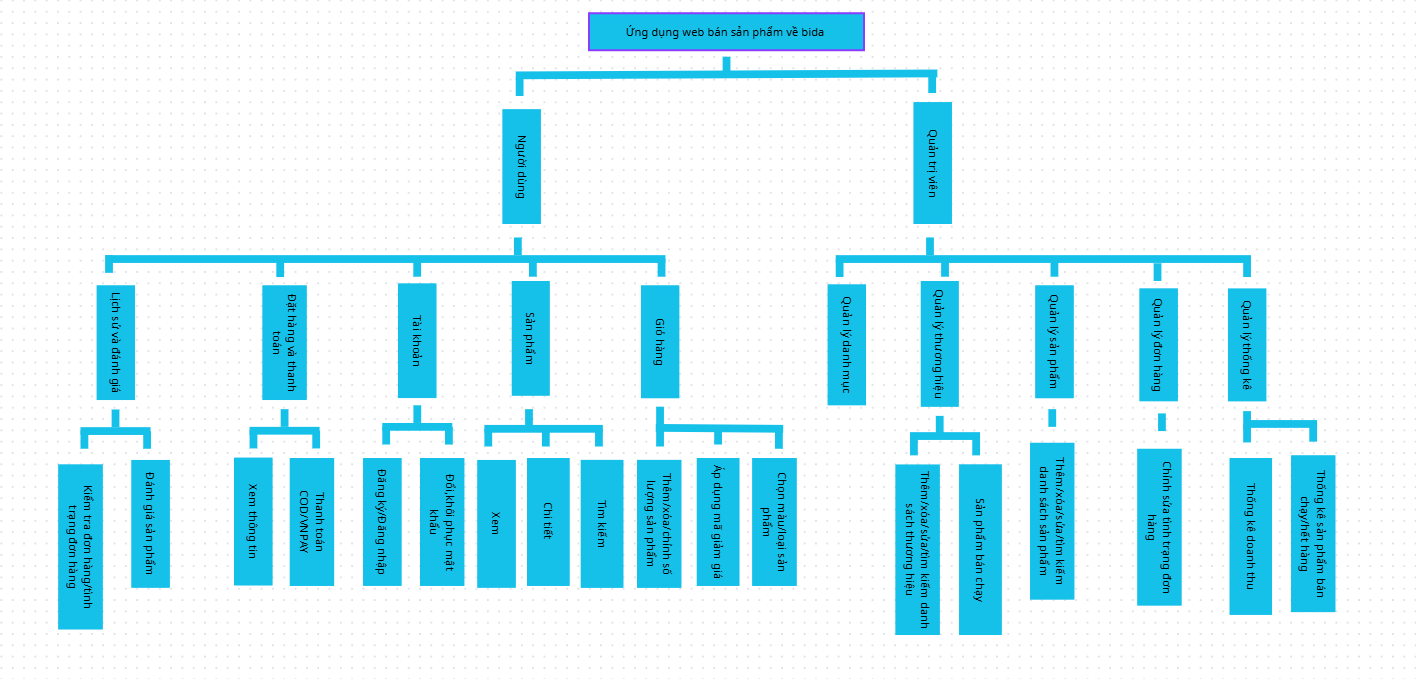 Ứng dụng web bán sản phẩm về bida
Người dùng
Quản trị viên
Lịch sử và đánh giá
Đặt hàng và thanh
toán
Tài khoản
Sản phẩm
Giỏ hàng
Quản lý danh mục
Quản lý thương hiệu
Quản lý sản phẩm
Quản lý đơn hàng
Quản lý thống kê
Kiểm tra đơn hàng/tình
trạng đơn hàng
Đánh giá sản phẩm
Xem thông tin
Thanh toán
COD/VNPAY
Đăng ký/Đăng nhập
Đổi,khôi phục mật
khẩu
Xem
Chi tiết
Tìm kiếm
Thêm/xóa/chỉnh số
lượng sản phẩm
Áp dụng mã giảm giá
Chọn màu/loại sản
phẩm
Thêm/xóa/sửa/tìm kiếm danh
sách thương hiệu
Sản phẩm bán chạy
Thêm/xóa/sửa/tìm kiếm
danh sách sản phẩm
Chỉnh sửa tình trạng đơn
hàng
Thống kê doanh thu
Thống kê sản phẩm bán
chạy/hết hàng